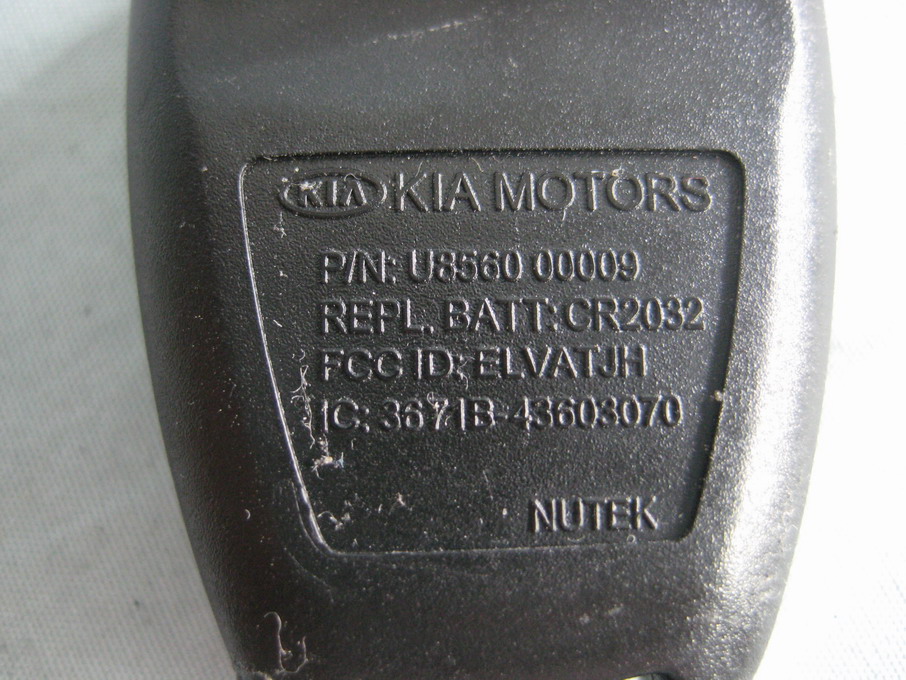 KIA KIA MOTORS
P/N: U8560 00009
REPL. BATT: CR2032
FCC ID: ELVATJH
IC: 3671B-43603070
NUTEK